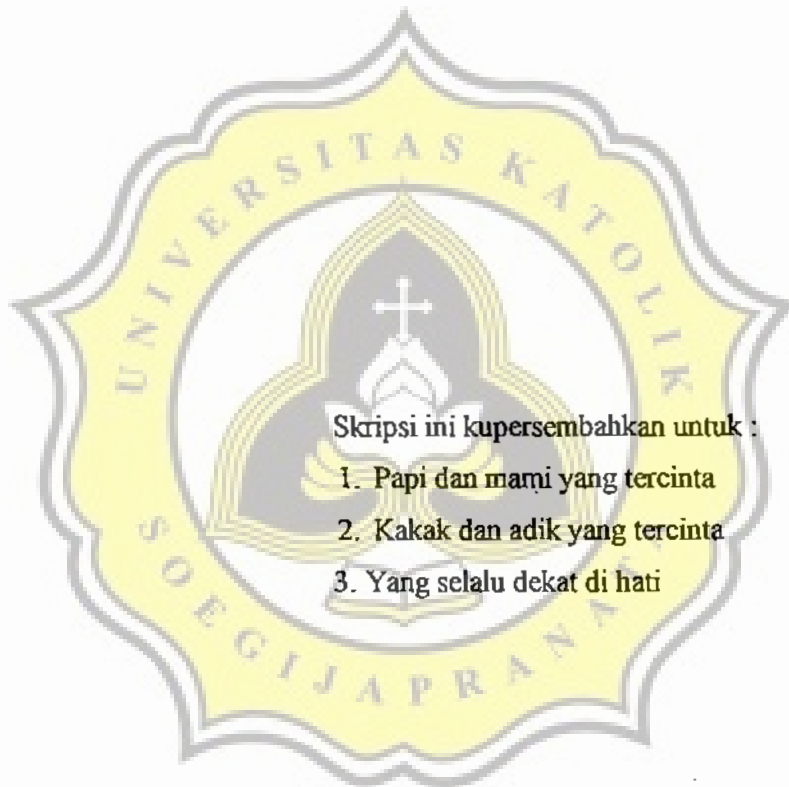 UNIVERSITAS KATOLIK
Skripsi ini kupersembahkan untuk :
1. Papi dan mami yang tercinta
2. Kakak dan adik yang tercinta
3. Yang selalu dekat di hati
SOEGIJAPRANATA